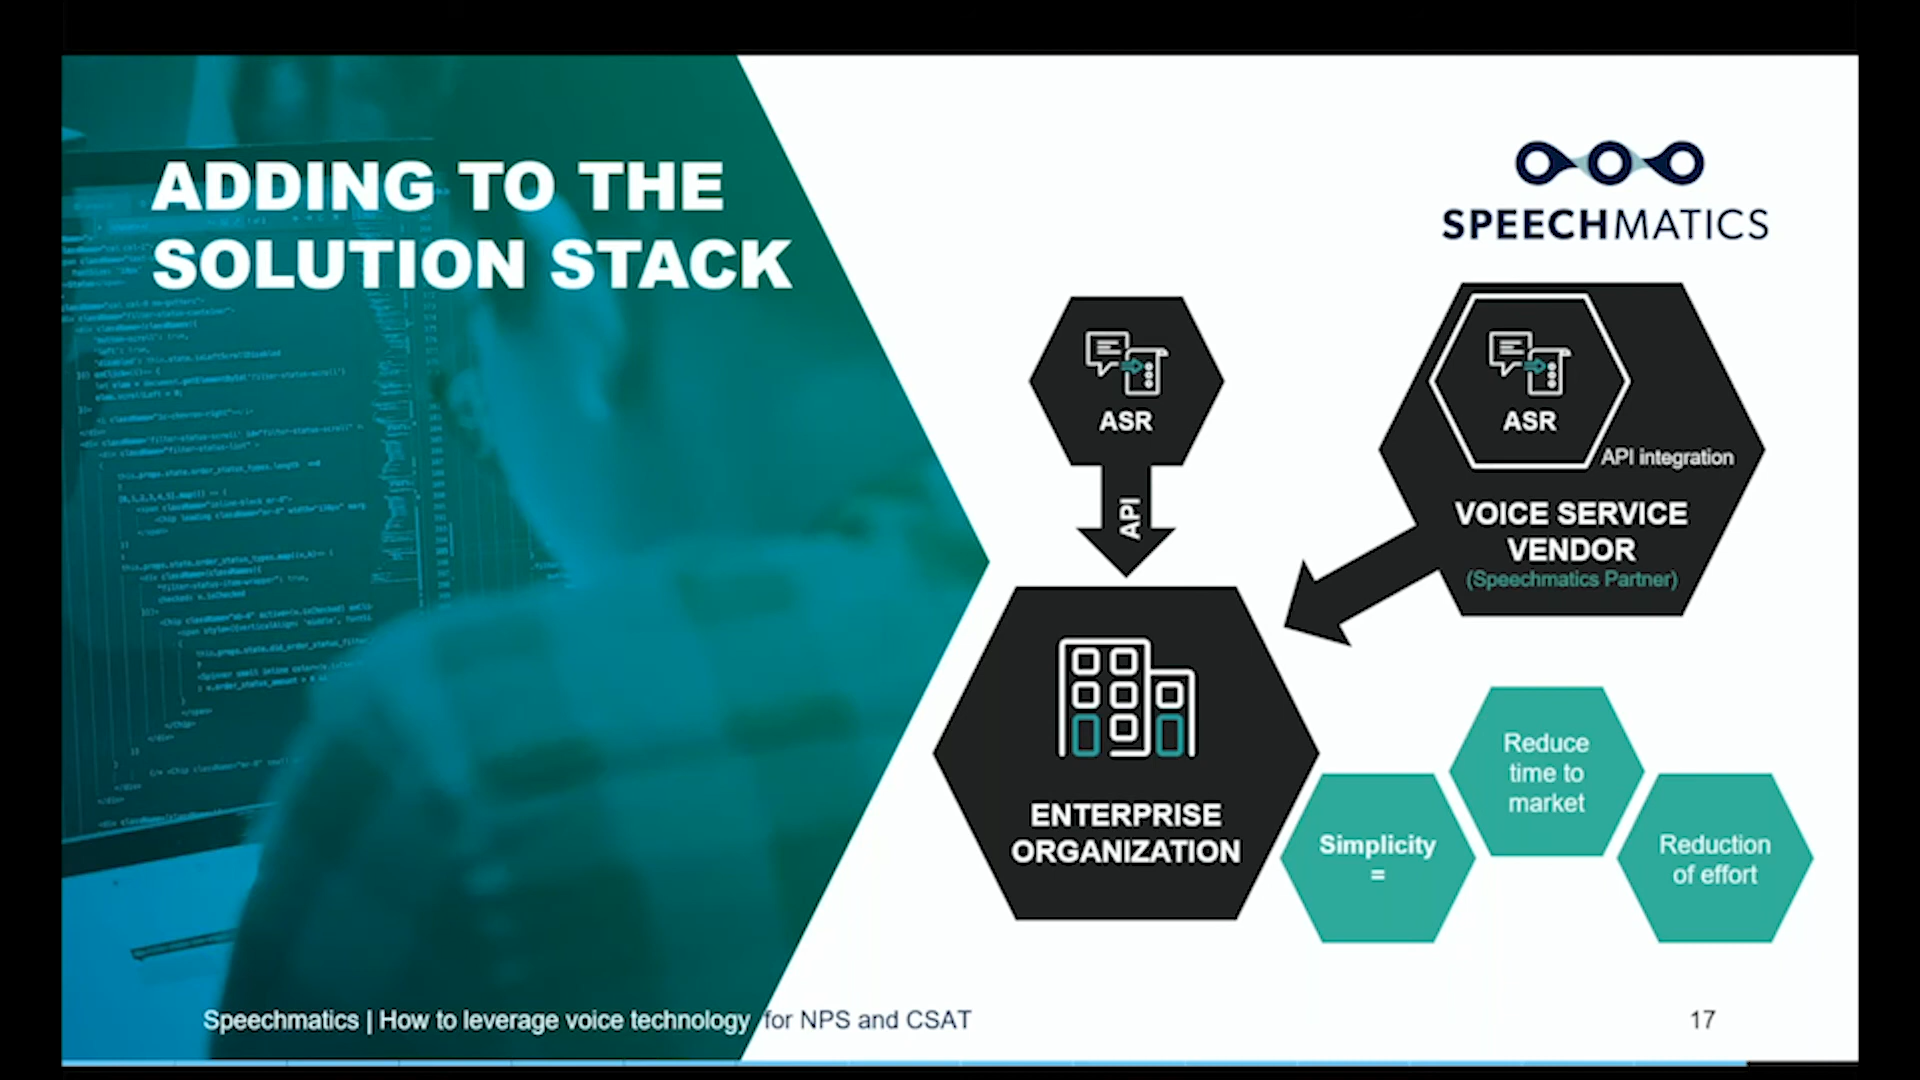 ADDING TO THE
SOLUTION STACK
SPEECHMATICS
ASR
API
ASR
API integration
VOICE SERVICE
VENDOR
(Speechmatics Partner)
ENTERPRISE
ORGANIZATION
Simplicity
=
Reduce
time to
market
Reduction
of effort
Speechmatics | How to leverage voice technology for NPS and CSAT
17